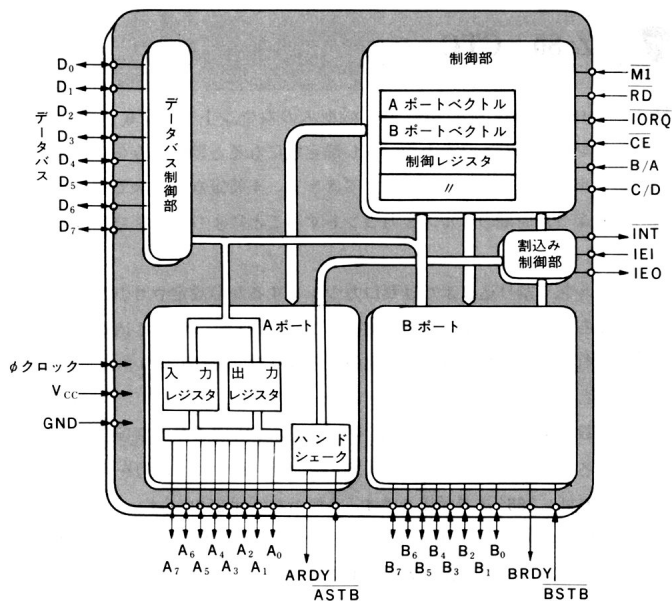 D₀
D₁
D₂
D₃
D₄
D₅
D₆
D₇
データバス
データバス制御部
制御部
Aポートベクトル
Bポートベクトル
制御レジスタ
〃
M1
RD
IORQ
CE
B/A
C/D
INT
IEI
IEO
割込み
制御部
φクロック
VCC
GND
Aポート
入力
レジスタ
出力
レジスタ
ハンド
シェーク
Bポート
A₇
A₆
A₅
A₄
A₃
A₂
A₁
A₀
ARDY
ASTB
B₇
B₆
B₅
B₄
B₃
B₂
B₁
B₀
BRDY
BSTB